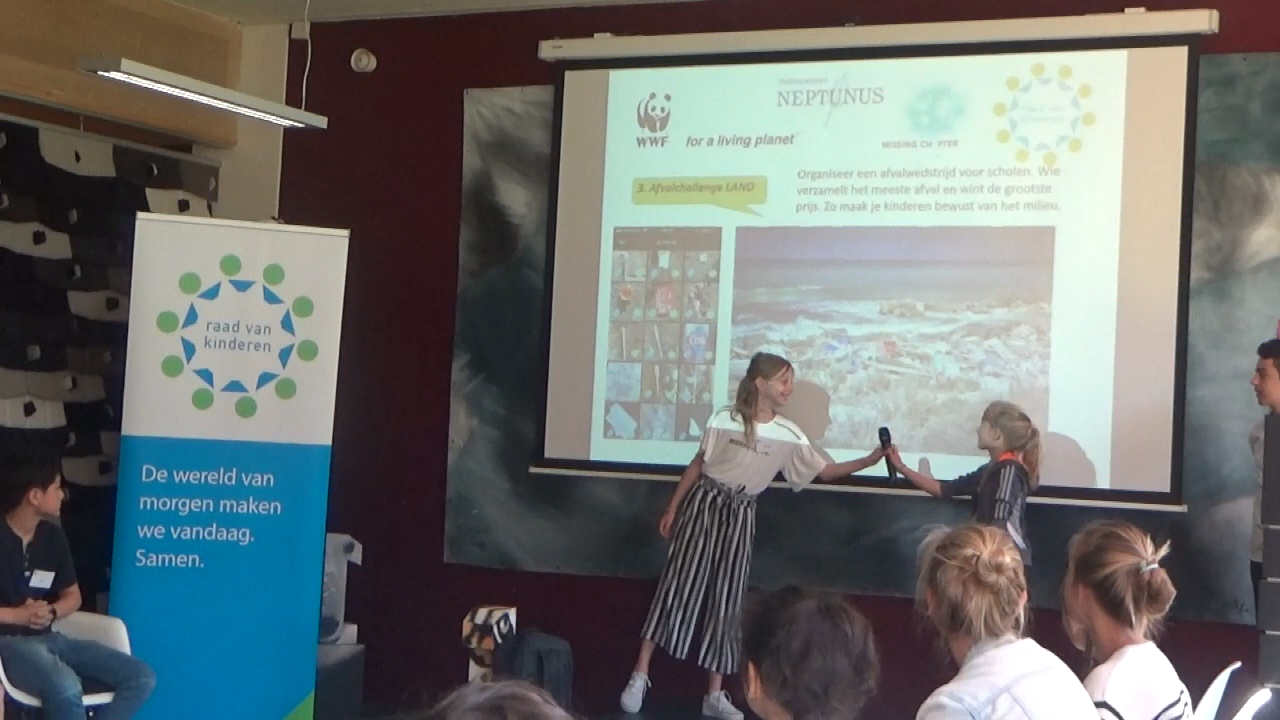 raad van
kinderen
De wereld van
morgen maken
we vandaag.
Samen.
WWF
for a living planet
NEPTUNUS
MISSING CH PTER
3. Afvalchallenge LAND
Organiseer een afvalwedstrijd voor scholen. Wie
verzamelt het meeste afval en wint de grootste
prijs. Zo maak je kinderen bewust van het milieu.